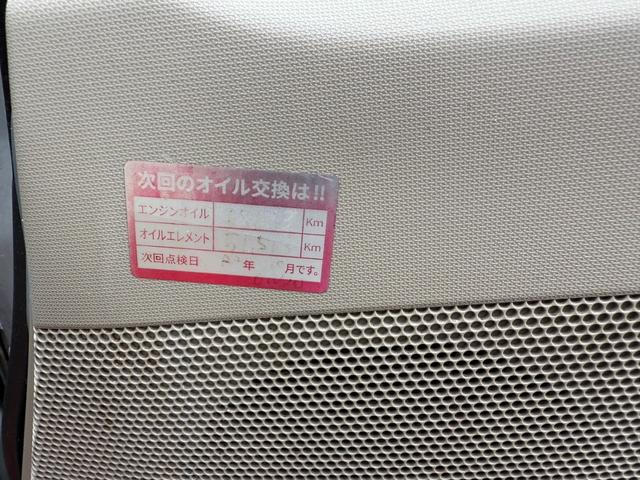 次回のオイル交換は!!
エンジンオイル Km
オイルエレメント Km
次回点検日 年 月です。